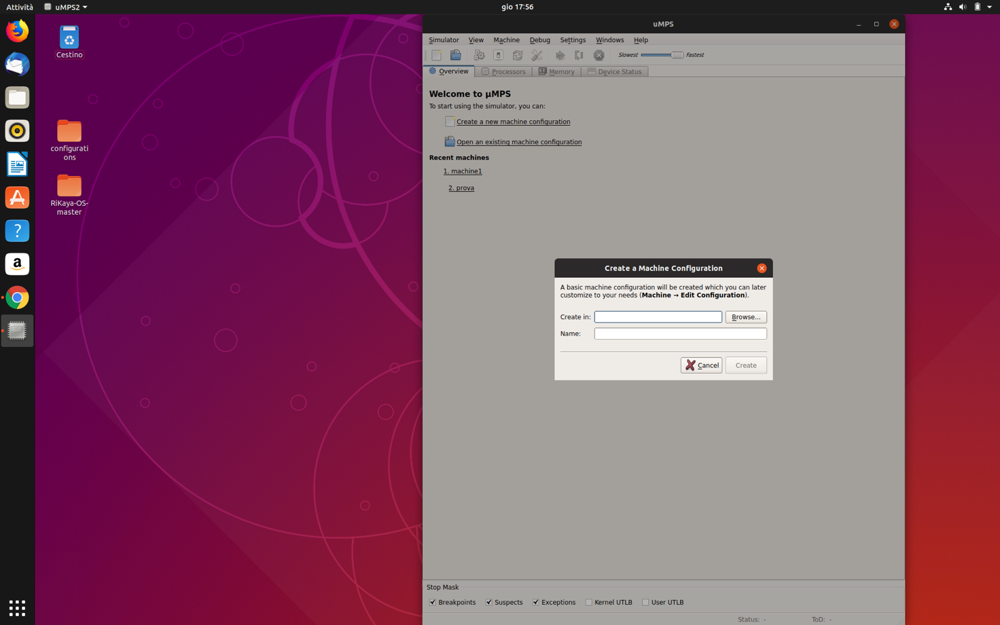 Attività
uMPS2
gio 17:56
Cestino
configurati
ons
RiKaya-OS-
master
uMPS
Simulator View Machine Debug Settings Windows Help
Slowest Fastest
Overview Processors Memory Device Status
Welcome to µMPS
To start using the simulator, you can:
Create a new machine configuration
Open an existing machine configuration
Recent machines
1. machine1
2. prova
Create a Machine Configuration
A basic machine configuration will be created which you can later
customize to your needs (Machine → Edit Configuration).
Create in: Browse...
Name:
Cancel Create
Stop Mask
Breakpoints Suspects Exceptions Kernel UTLB User UTLB
Status: - ToD: -